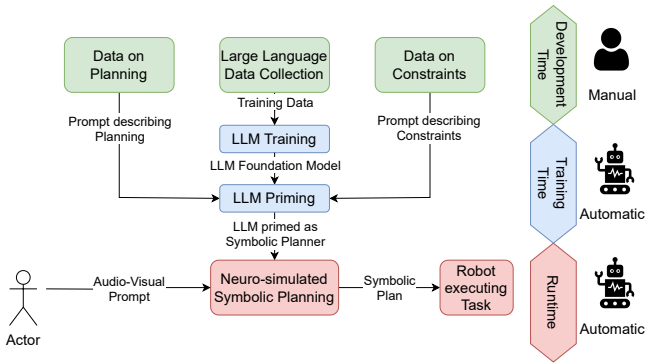 Data on
Planning
Large Language
Data Collection
Data on
Constraints
Development
Time
Manual
Training Data
Prompt describing
Planning
Prompt describing
Constraints
LLM Training
LLM Foundation Model
LLM Priming
Training
Time
Automatic
LLM primed as
Symbolic Planner
Actor
Audio-Visual
Prompt
Neuro-simulated
Symbolic Planning
Symbolic
Plan
Robot
executing
Task
Runtime
Automatic